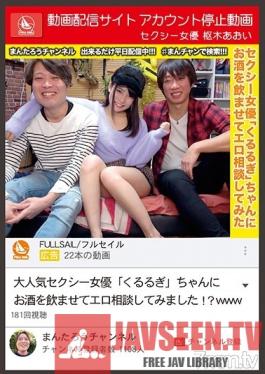 動画配信サイト アカウント停止動画
セクシー女優 枢木あおい
まんたろうチャンネル 出来るだけ平日配信中!!! #まんチャンで検索!!!
セクシー女優「くるるぎ」ちゃんに
お酒を飲ませてエロ相談してみた
FULLSAIL/フルセイル
広告 22本の動画
大人気セクシー女優「くるるぎ」ちゃんに
お酒を飲ませてエロ相談してみました!?www
181回視聴
まんたろうチャンネル
チャンネル登録
JAVSEEN.TV
FREE JAV LIBRARY